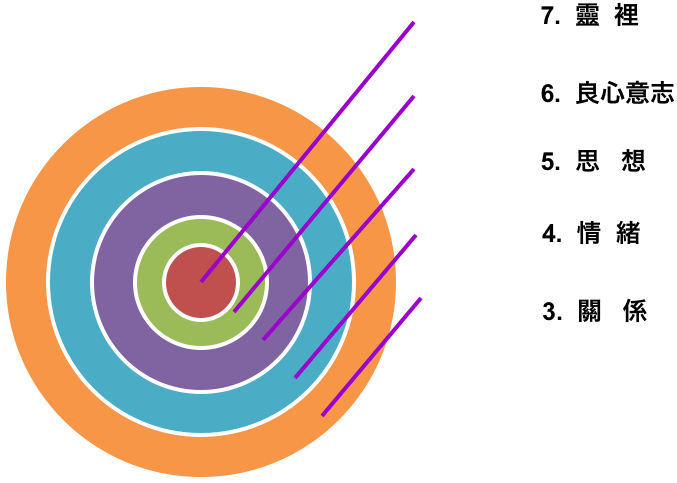 7. 靈 裡
6. 良心意志
5. 思 想
4. 情 緒
3. 關 係